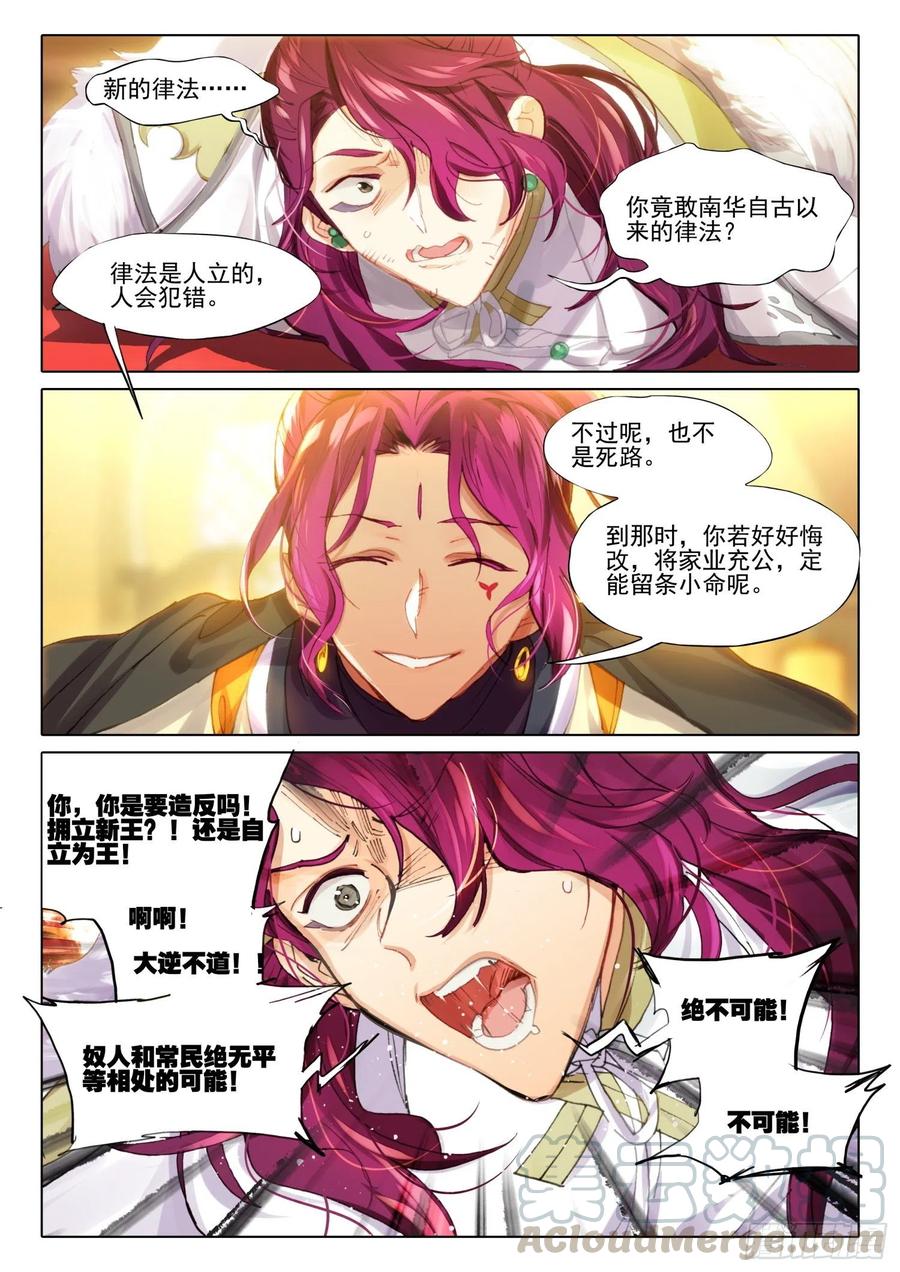 新的律法……
你竟敢南华自古以
来的律法？
律法是人立的，
人会犯错。
不过呢，也不
是死路。
到那时，你若好好悔
改，将家业充公，定
能留条小命呢。
你，你是要造反吗！
拥立新王？！还是自
立为王！
啊啊！
大逆不道！！
绝不可能！
奴人和常民绝无平
等相处的可能！
不可能！
集云数据
acloudmerge.com